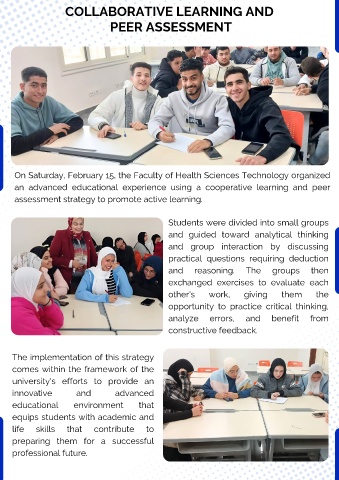 COLLABORATIVE LEARNING AND
PEER ASSESSMENT
On Saturday, February 15, the Faculty of Health Sciences Technology organized
an advanced educational experience using a cooperative learning and peer
assessment strategy to promote active learning.
Students were divided into small groups
and guided toward analytical thinking
and group interaction by discussing
practical questions requiring deduction
and reasoning. The groups then
exchanged exercises to evaluate each
other's work, giving them the
opportunity to practice critical thinking,
analyze errors, and benefit from
constructive feedback.
The implementation of this strategy
comes within the framework of the
university's efforts to provide an
innovative and advanced
educational environment that
equips students with academic and
life skills that contribute to
preparing them for a successful
professional future.